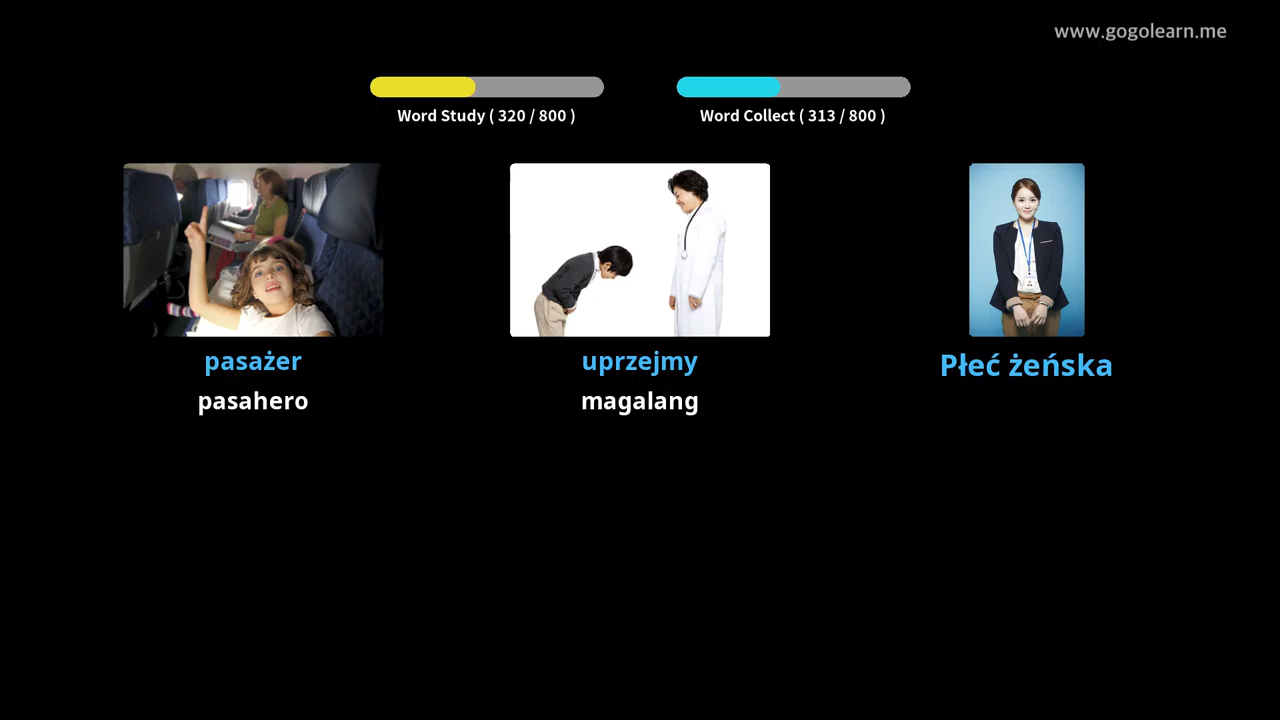 www.gogolearn.me
Word Study ( 320 / 800 )
Word Collect ( 313 / 800 )
pasażer
pasahero
uprzejmy
magalang
Płeć żeńska